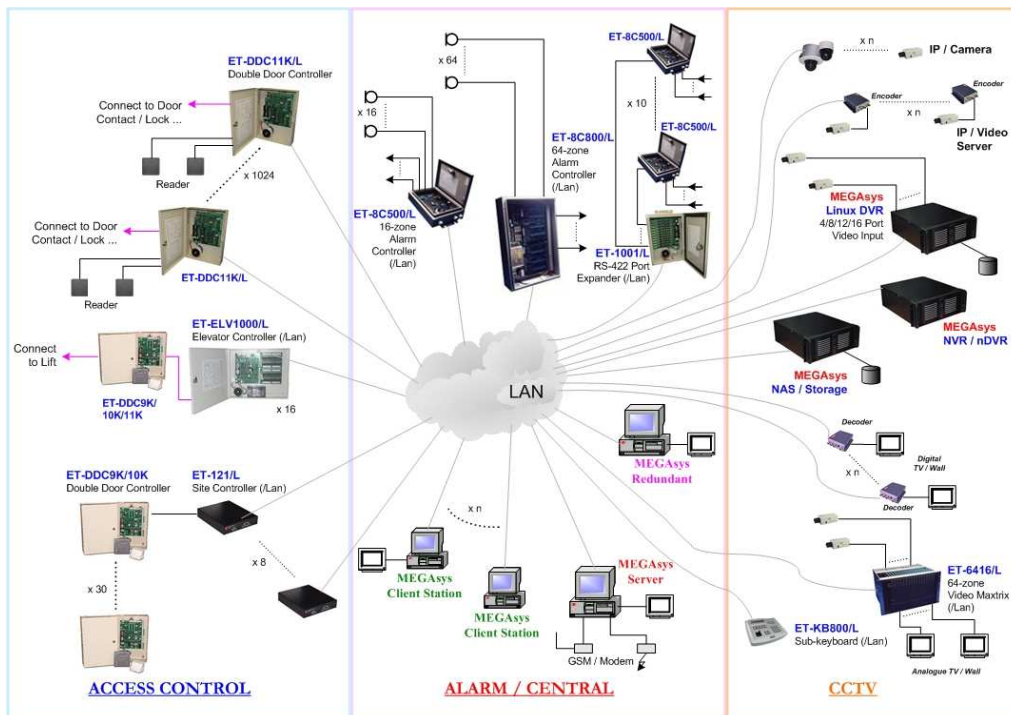 ET-DDC11K/L
Double Door Controller
Connect to Door
Contact / Lock ...
Reader
x 1024
Connect to Door
Contact / Lock ...
ET-DDC11K/L
Reader
ET-ELV1000/L
Elevator Controller (/Lan)
Connect
to Lift
ET-DDC9K/
10K/11K
x 16
ET-DDC9K/10K
Double Door Controller
ET-121/L
Site Controller (/Lan)
x 8
x 30
ACCESS CONTROL
x 64
x 16
ET-8C500/L
16-zone
Alarm
Controller
(/Lan)
ET-8C800/L
64-zone
Alarm
Controller
(/Lan)
ET-8C500/L
x 10
ET-8C500/L
ET-1001/L
RS-422 Port
Expander (/Lan)
LAN
MEGAsys
Redundant
x n
MEGAsys
Client Station
MEGAsys
Client Station
MEGAsys
Server
GSM / Modem
ALARM / CENTRAL
x n
IP / Camera
Encoder
Encoder
x n
IP / Video
Server
MEGAsys
Linux DVR
4/8/12/16 Port
Video Input
MEGAsys
NVR / nDVR
MEGAsys
NAS / Storage
Decoder
Digital
TV / Wall
x n
Decoder
ET-6416/L
64-zone
Video Maxtrix
(/Lan)
ET-KB800/L
Sub-keyboard (/Lan)
Analogue TV / Wall
CCTV